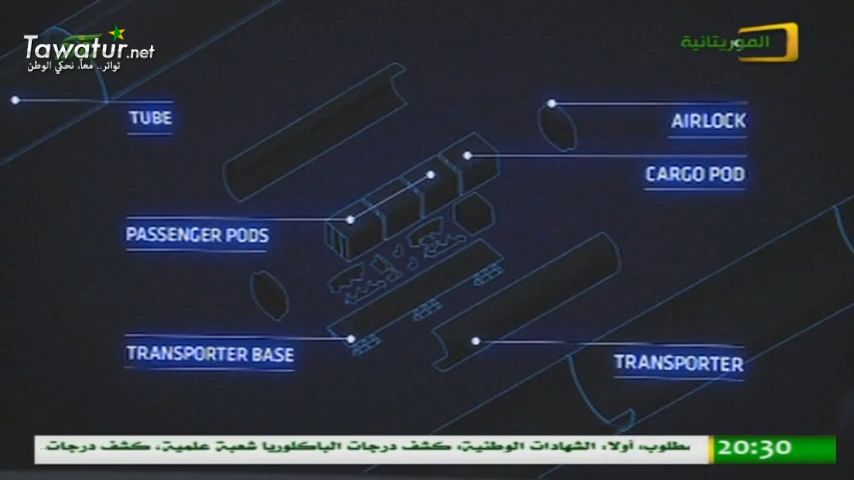 Tawatur.net
تواتر.. معاً، نحكي الوطن
الموريتانية
TUBE
AIRLOCK
CARGO POD
PASSENGER PODS
TRANSPORTER BASE
TRANSPORTER
مطلوب، أولا، الشهادات الوطنية، كشف درجات الباكلوريا شعبة علمية، كشف درجات..
20:30